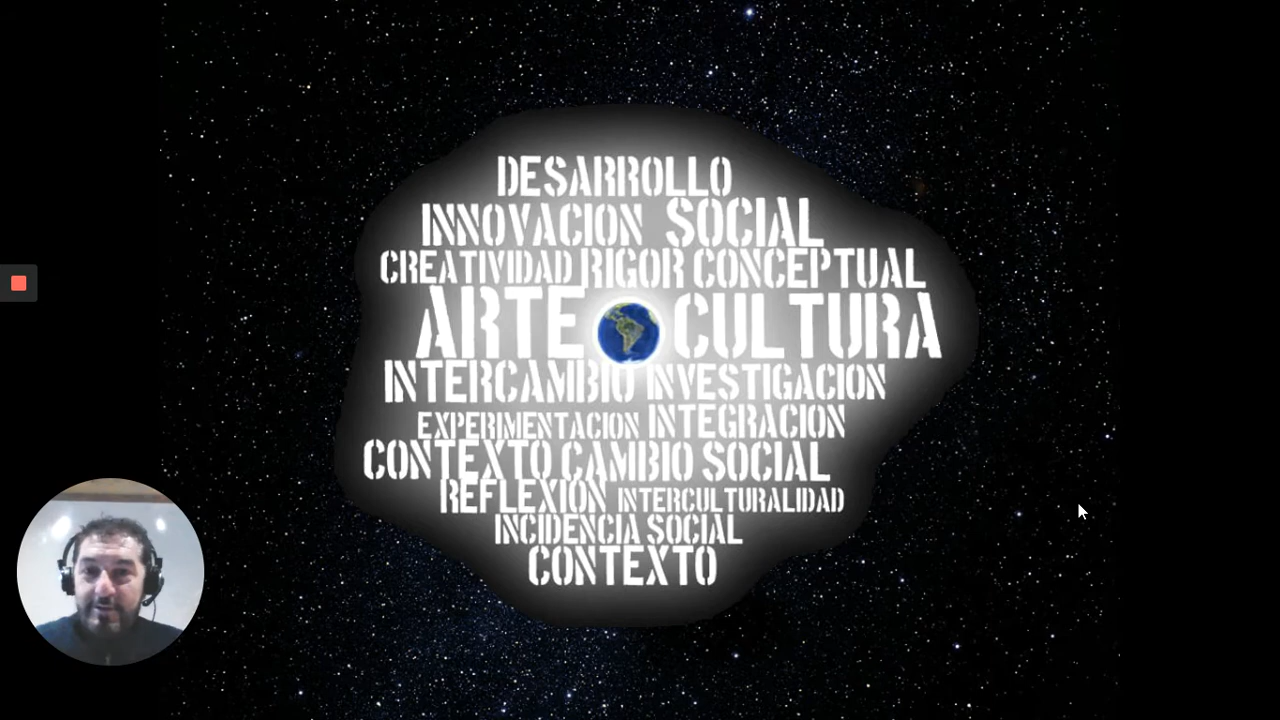 DESARROLLO
INNOVACION SOCIAL
CREATIVIDAD RIGOR CONCEPTUAL
ARTE CULTURA
INTERCAMBIO INVESTIGACION
EXPERIMENTACION INTEGRACION
CONTEXTO CAMBIO SOCIAL
REFLEXIÓN INTERCULTURALIDAD
INCIDENCIA SOCIAL
CONTEXTO